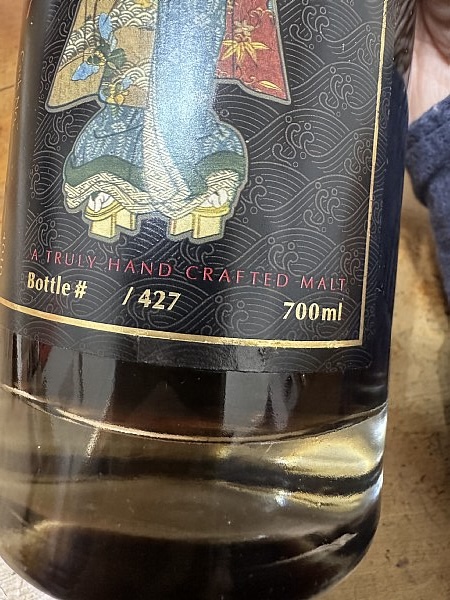 A TRULY HAND CRAFTED MALT
Bottle # / 427 700ml